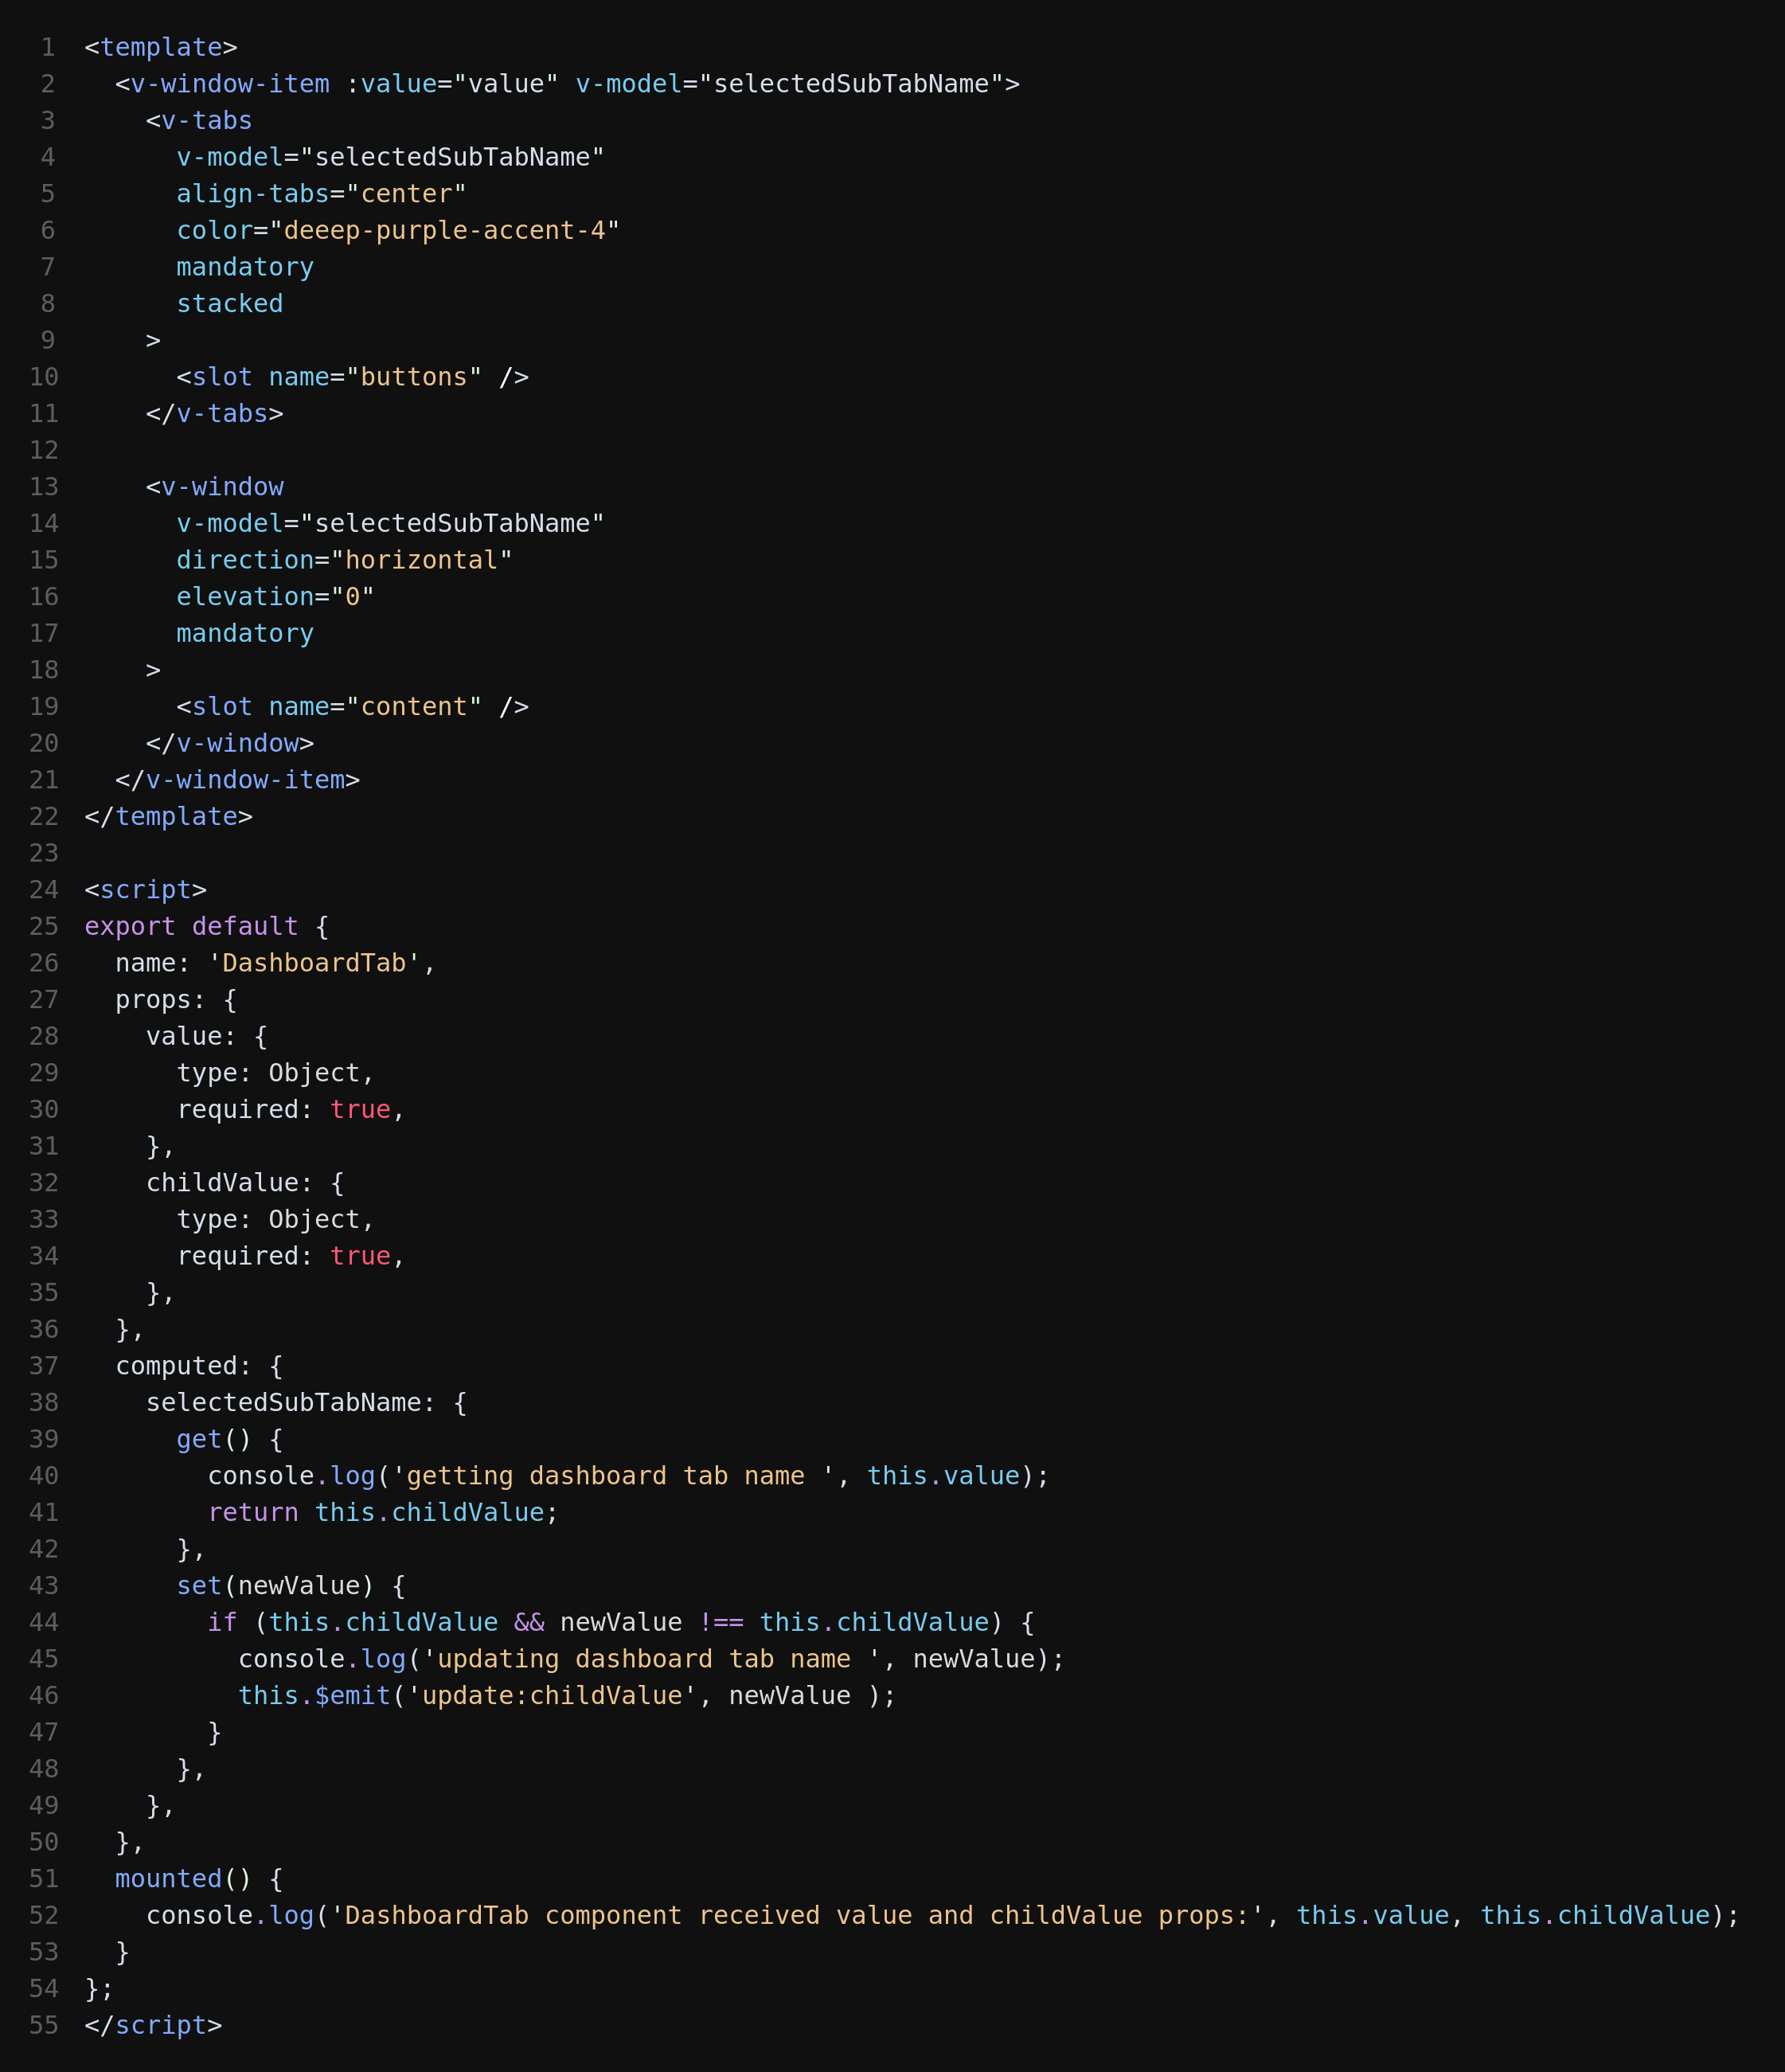 1 <template>
2   <v-window-item :value="value" v-model="selectedSubTabName">
3     <v-tabs
4       v-model="selectedSubTabName"
5       align-tabs="center"
6       color="deeep-purple-accent-4"
7       mandatory
8       stacked
9     >
10       <slot name="buttons" />
11     </v-tabs>
12
13     <v-window
14       v-model="selectedSubTabName"
15       direction="horizontal"
16       elevation="0"
17       mandatory
18     >
19       <slot name="content" />
20     </v-window>
21   </v-window-item>
22 </template>
23
24 <script>
25 export default {
26   name: 'DashboardTab',
27   props: {
28     value: {
29       type: Object,
30       required: true,
31     },
32     childValue: {
33       type: Object,
34       required: true,
35     },
36   },
37   computed: {
38     selectedSubTabName: {
39       get() {
40         console.log('getting dashboard tab name ', this.value);
41         return this.childValue;
42       },
43       set(newValue) {
44         if (this.childValue && newValue !== this.childValue) {
45           console.log('updating dashboard tab name ', newValue);
46           this.$emit('update:childValue', newValue );
47         }
48       },
49     },
50   },
51   mounted() {
52     console.log('DashboardTab component received value and childValue props:', this.value, this.childValue);
53   }
54 };
55 </script>